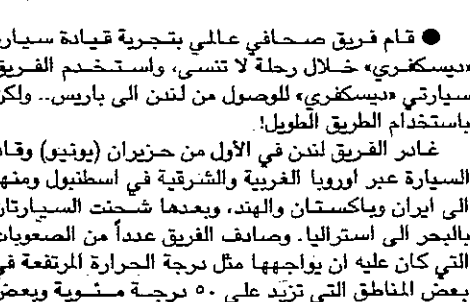 ● قام فريق صحافي عالمي بتجربة قيادة سيارة
«ديسكفري» خلال رحلة لا تنسى، واستخدم الفريق
سيارتي «ديسكفري» للوصول من لندن الى باريس.. ولكن
باستخدام الطريق الطويل!
غادر الفريق لندن في الأول من حزيران (يونيو) وقاد
السيارة عبر اوروبا الغربية والشرقية في اسطنبول ومنها
الى ايران وباكستان والهند، وبعدها شحنت السيارتان
بالبحر الى استراليا. وصادف الفريق عدداً من الصعوبات
التي كان عليه ان يواجهها مثل درجة الحرارة المرتفعة في
بعض المناطق التي تزيد على ٥٠ درجة مئوية وبعض